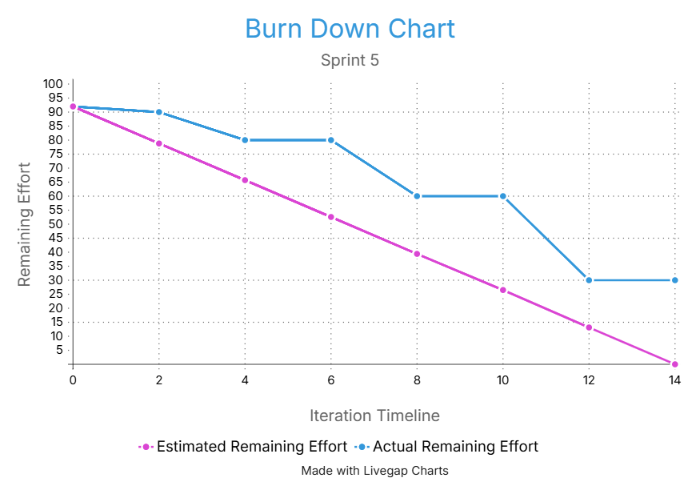 Burn Down Chart
Sprint 5
Remaining Effort
100
95
90
85
80
75
70
65
60
55
50
45
40
35
30
25
20
15
10
5
0 2 4 6 8 10 12 14
Iteration Timeline
Estimated Remaining Effort Actual Remaining Effort
Made with Livegap Charts